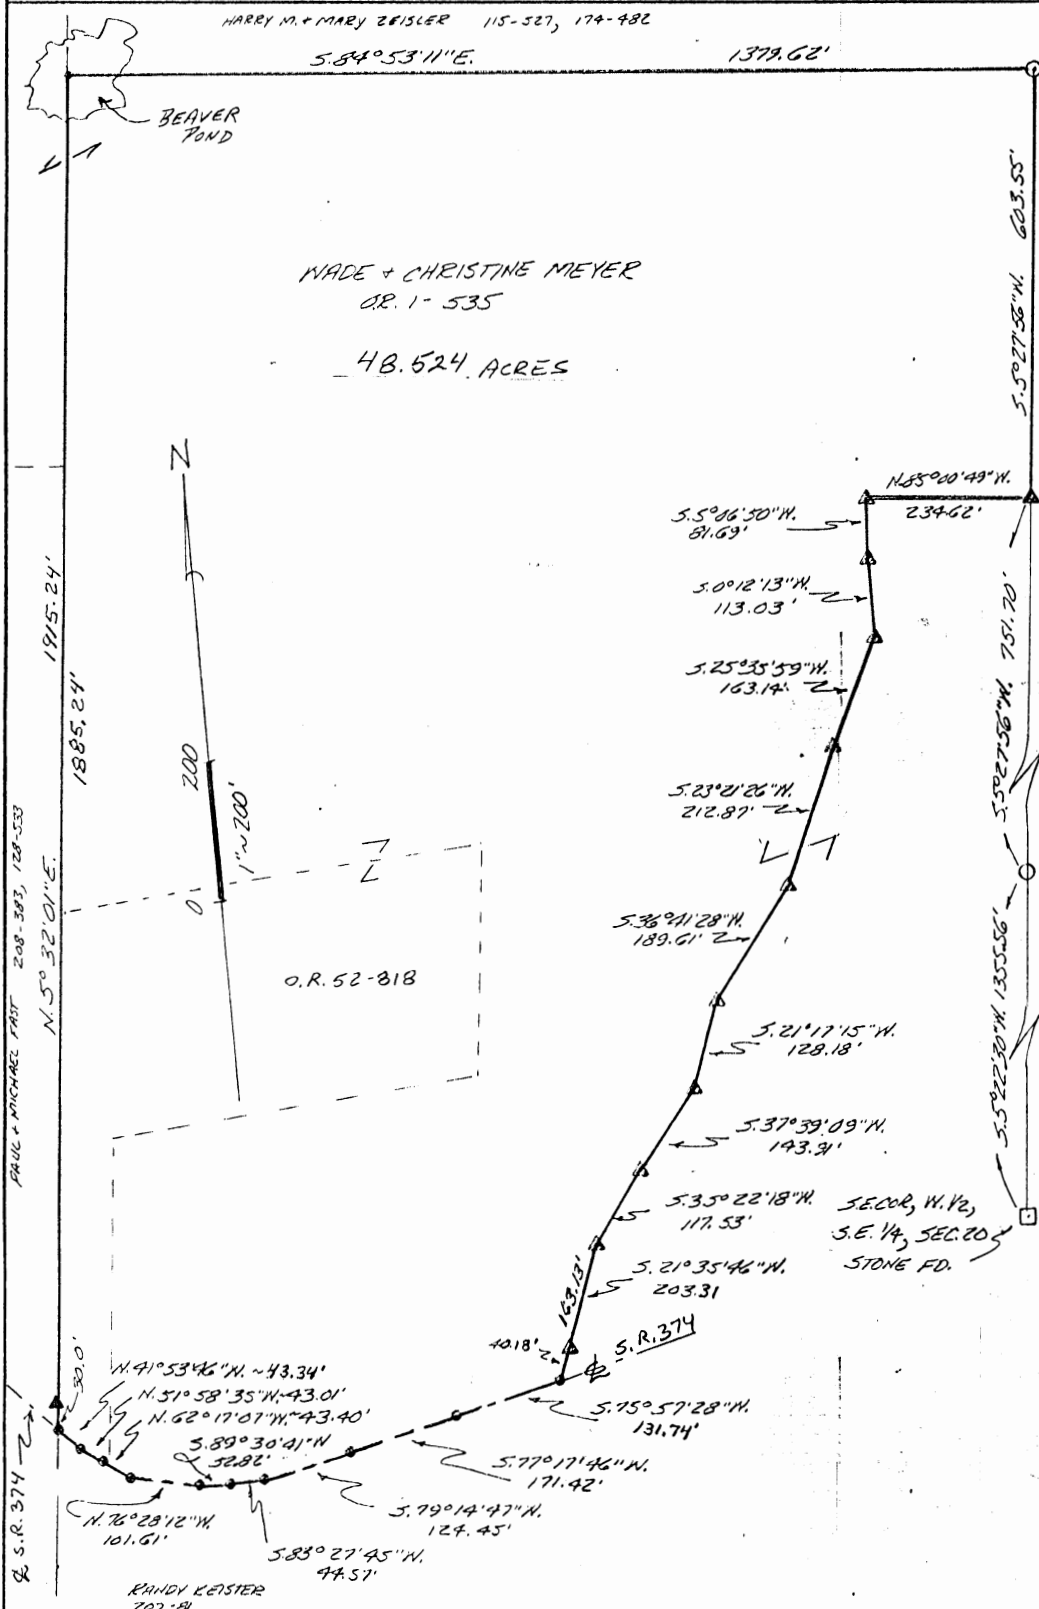 HARRY M. + MARY ZEISLER 115-527, 174-482
S.84°53'11"E. 1379.62'
BEAVER
POND
S.5°27'56"W. 603.55'
WADE + CHRISTINE MEYER
O.R. 1-535
48.524 ACRES
N
N.85°00'49"W.
234.62'
S.5°06'50"W.
81.69'
S.0°12'13"W.
113.03'
S.25°35'59"W.
163.14'
S.5°27'56"W. 751.70'
1915.24'
1885.24'
N.5°32'01"E.
PAUL + MICHAEL FAST 208-383, 128-533
200
0
1"~200'
S.23°21'26"W.
212.87'
S.36°41'28"W.
189.61'
O.R. 52-818
S.21°17'15"W.
128.18'
S.5°22'30"W. 1355.56'
S.37°39'09"W.
143.91'
S.35°22'18"W.
117.53'
S.E.COR, W.1/2,
S.E. 1/4, SEC.20
STONE FD.
S.21°35'46"W.
203.31
163.13'
40.18'
℄ S.R.374
30.0'
N.41°53'46"W.~43.34'
N.51°58'35"W.~43.01'
N.62°17'07"W.~43.40'
S.89°30'41"W
52.82'
S.75°57'28"W.
131.74'
S.77°17'46"W.
171.42'
S.79°14'47"W.
124.45'
S.83°27'45"W.
44.57'
N.76°28'12"W.
101.61'
℄ S.R.374
RANDY KEISTER